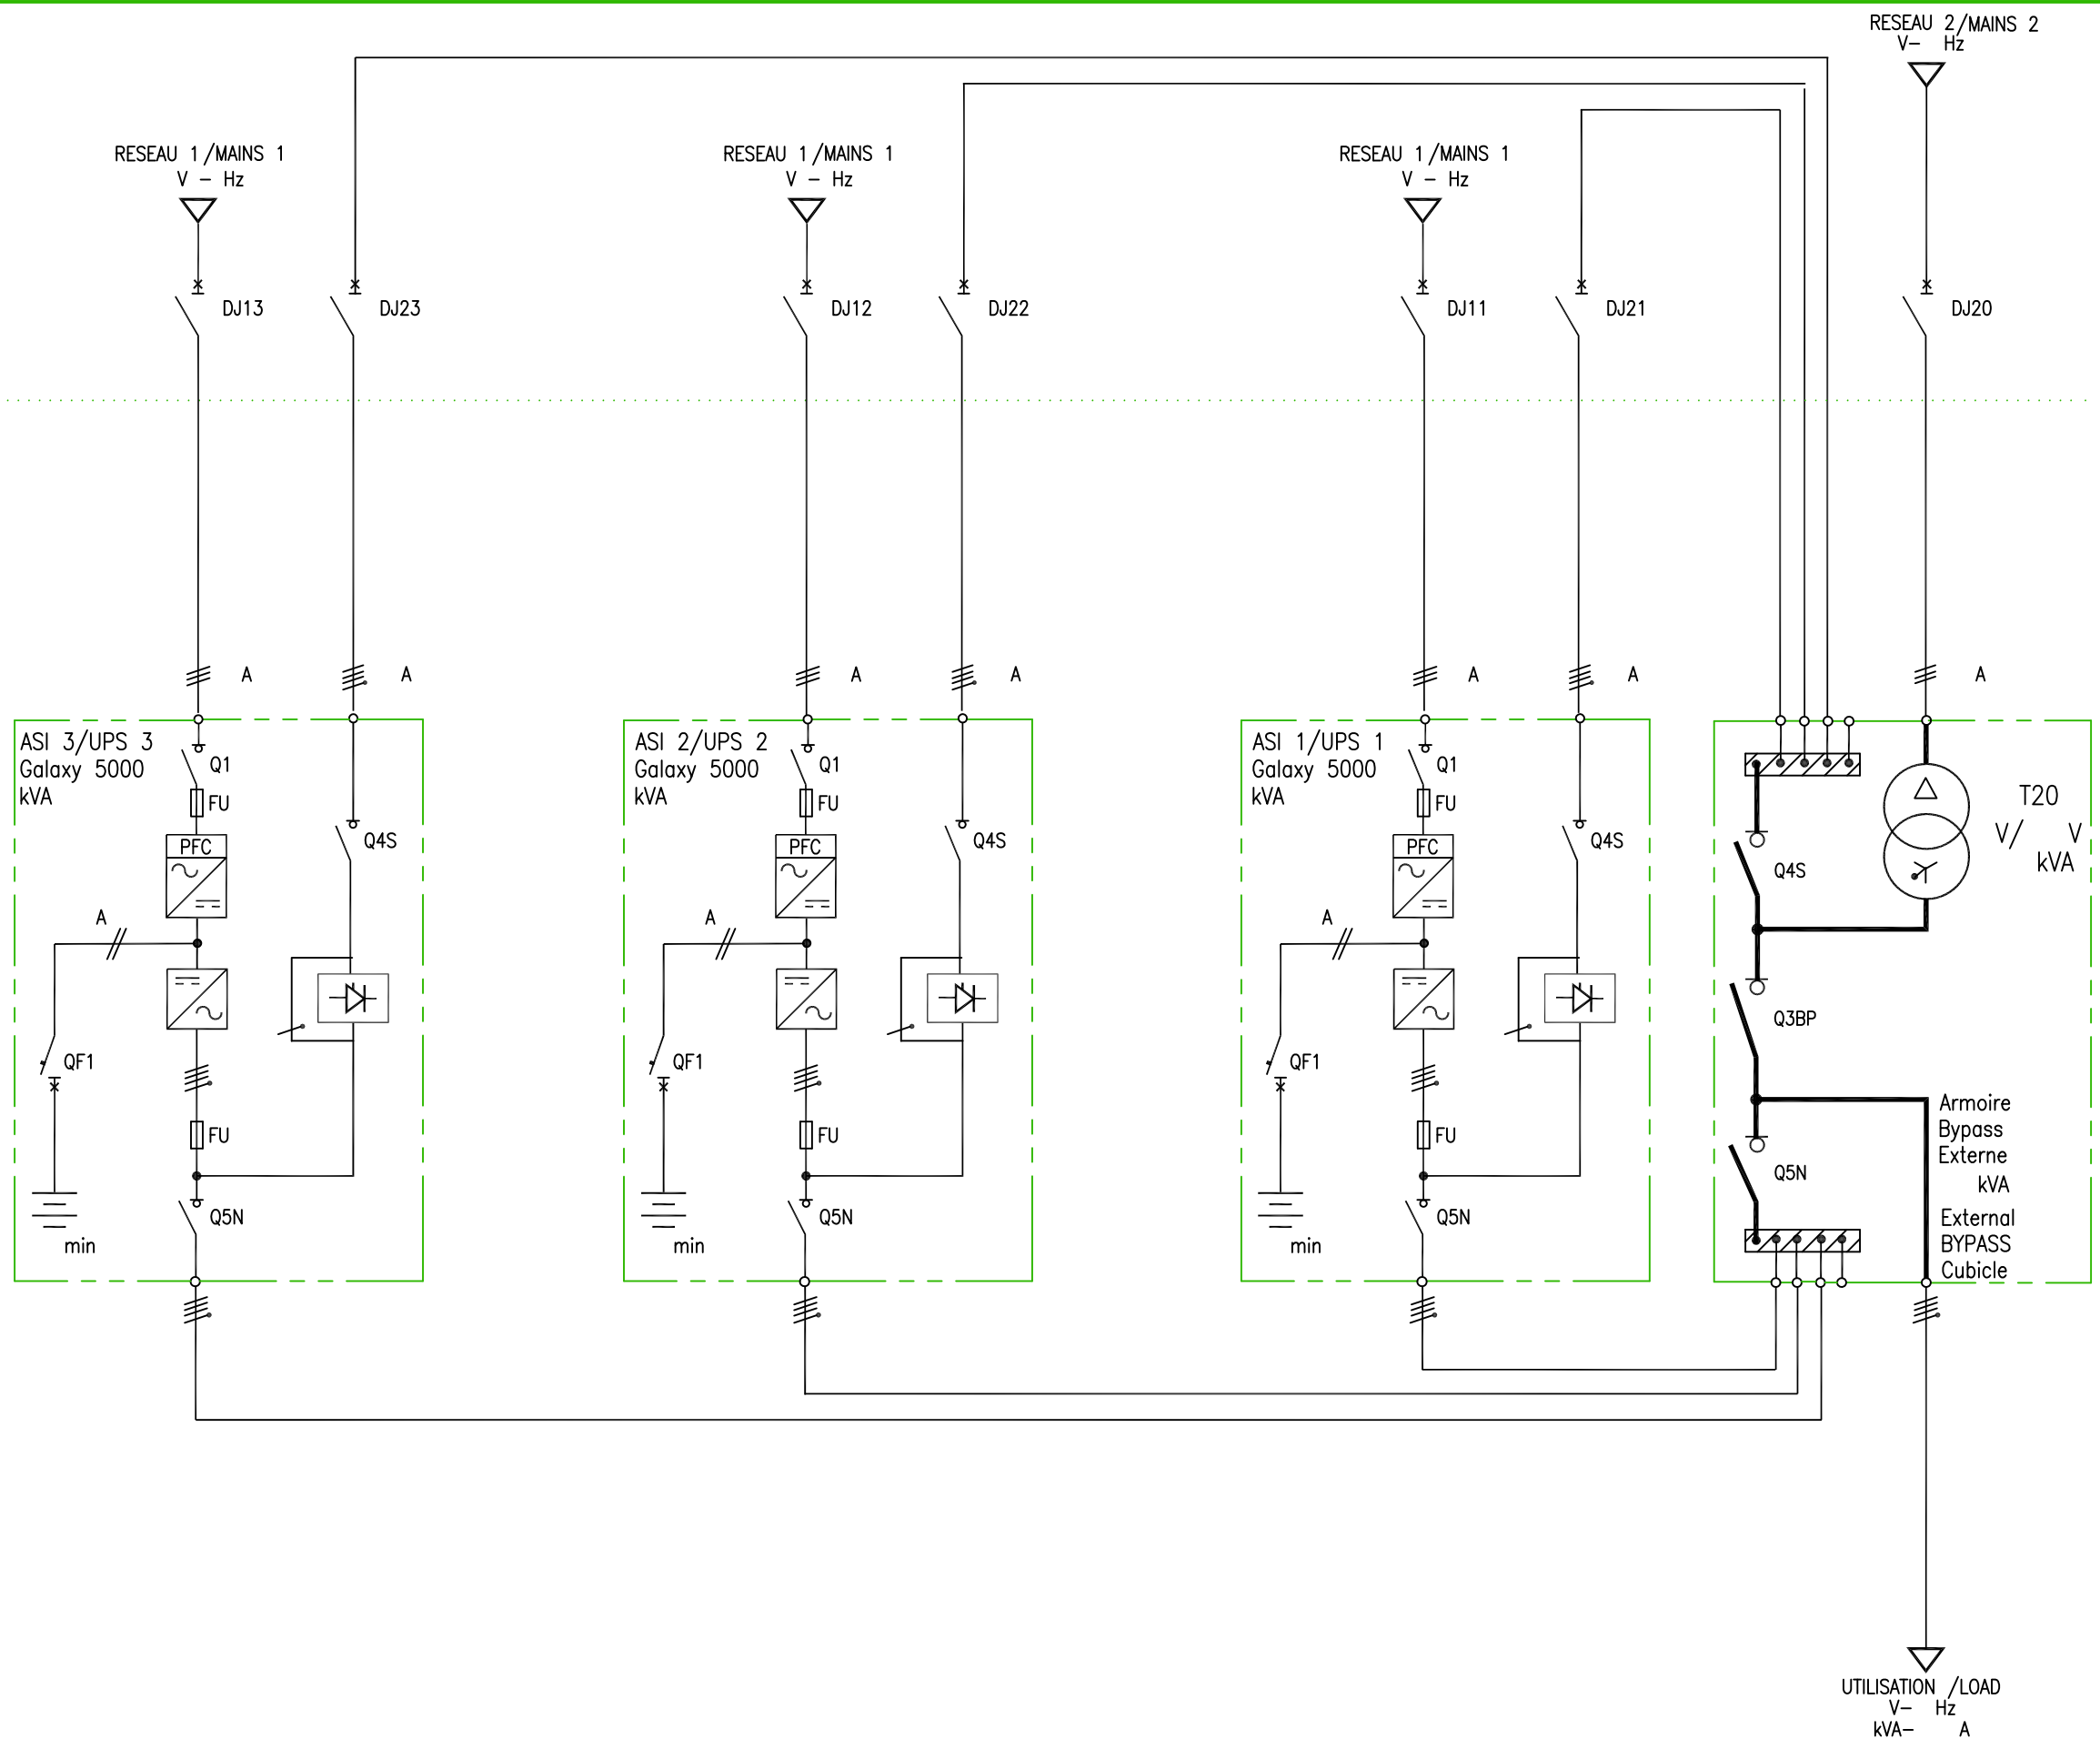 RESEAU 2/MAINS 2
V- Hz
RESEAU 1/MAINS 1
V - Hz
RESEAU 1/MAINS 1
V - Hz
RESEAU 1/MAINS 1
V - Hz
DJ13
DJ23
DJ12
DJ22
DJ11
DJ21
DJ20
A
A
A
A
A
A
A
ASI 3/UPS 3
Galaxy 5000
kVA
Q1
FU
PFC
Q4S
A
QF1
FU
Q5N
min
ASI 2/UPS 2
Galaxy 5000
kVA
Q1
FU
PFC
Q4S
A
QF1
FU
Q5N
min
ASI 1/UPS 1
Galaxy 5000
kVA
Q1
FU
PFC
Q4S
A
QF1
FU
Q5N
min
T20
V/ V
kVA
Q4S
Q3BP
Q5N
Armoire
Bypass
Externe
kVA
External
BYPASS
Cubicle
UTILISATION /LOAD
V- Hz
kVA- A